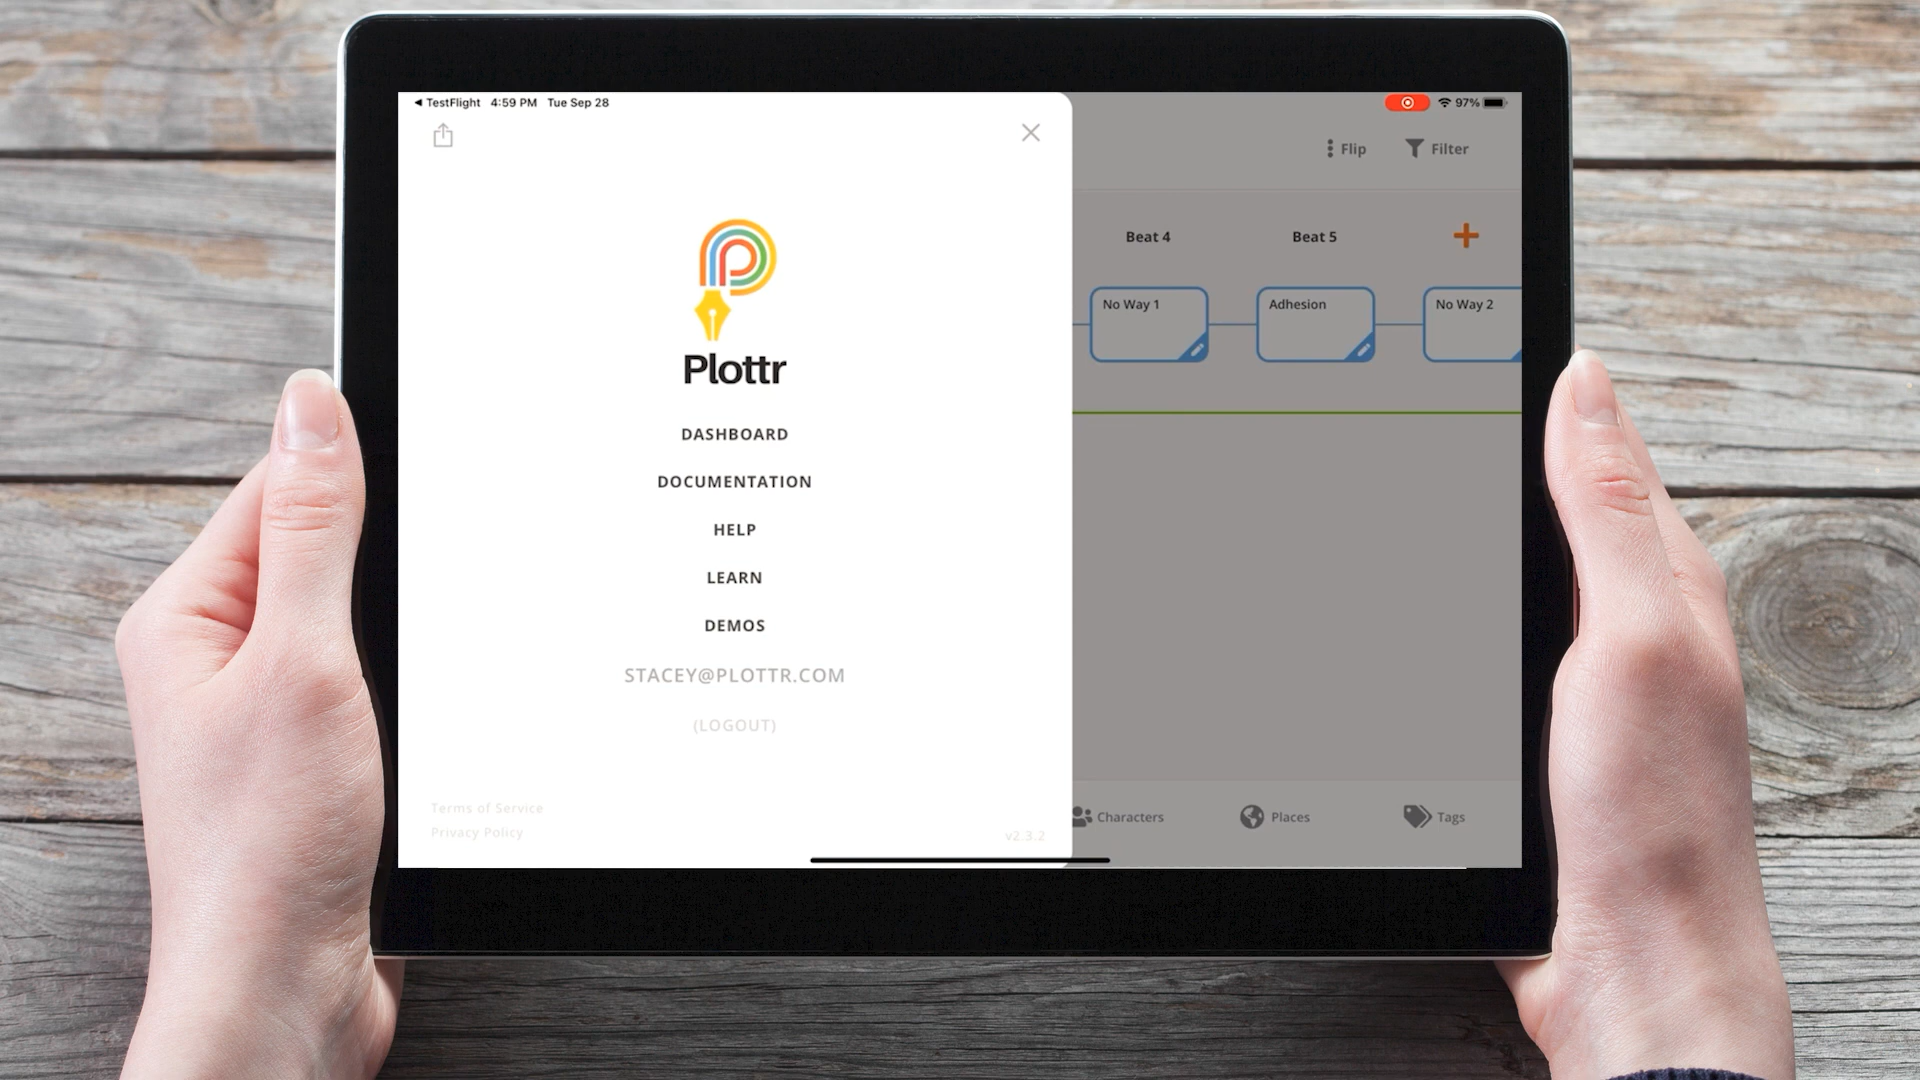 ◀ TestFlight 4:59 PM Tue Sep 28
97%
Flip
Filter
Beat 4
Beat 5
No Way 1
Adhesion
No Way 2
Plottr
DASHBOARD
DOCUMENTATION
HELP
LEARN
DEMOS
STACEY@PLOTTR.COM
(LOGOUT)
Terms of Service
Privacy Policy
v2.3.2
Characters
Places
Tags